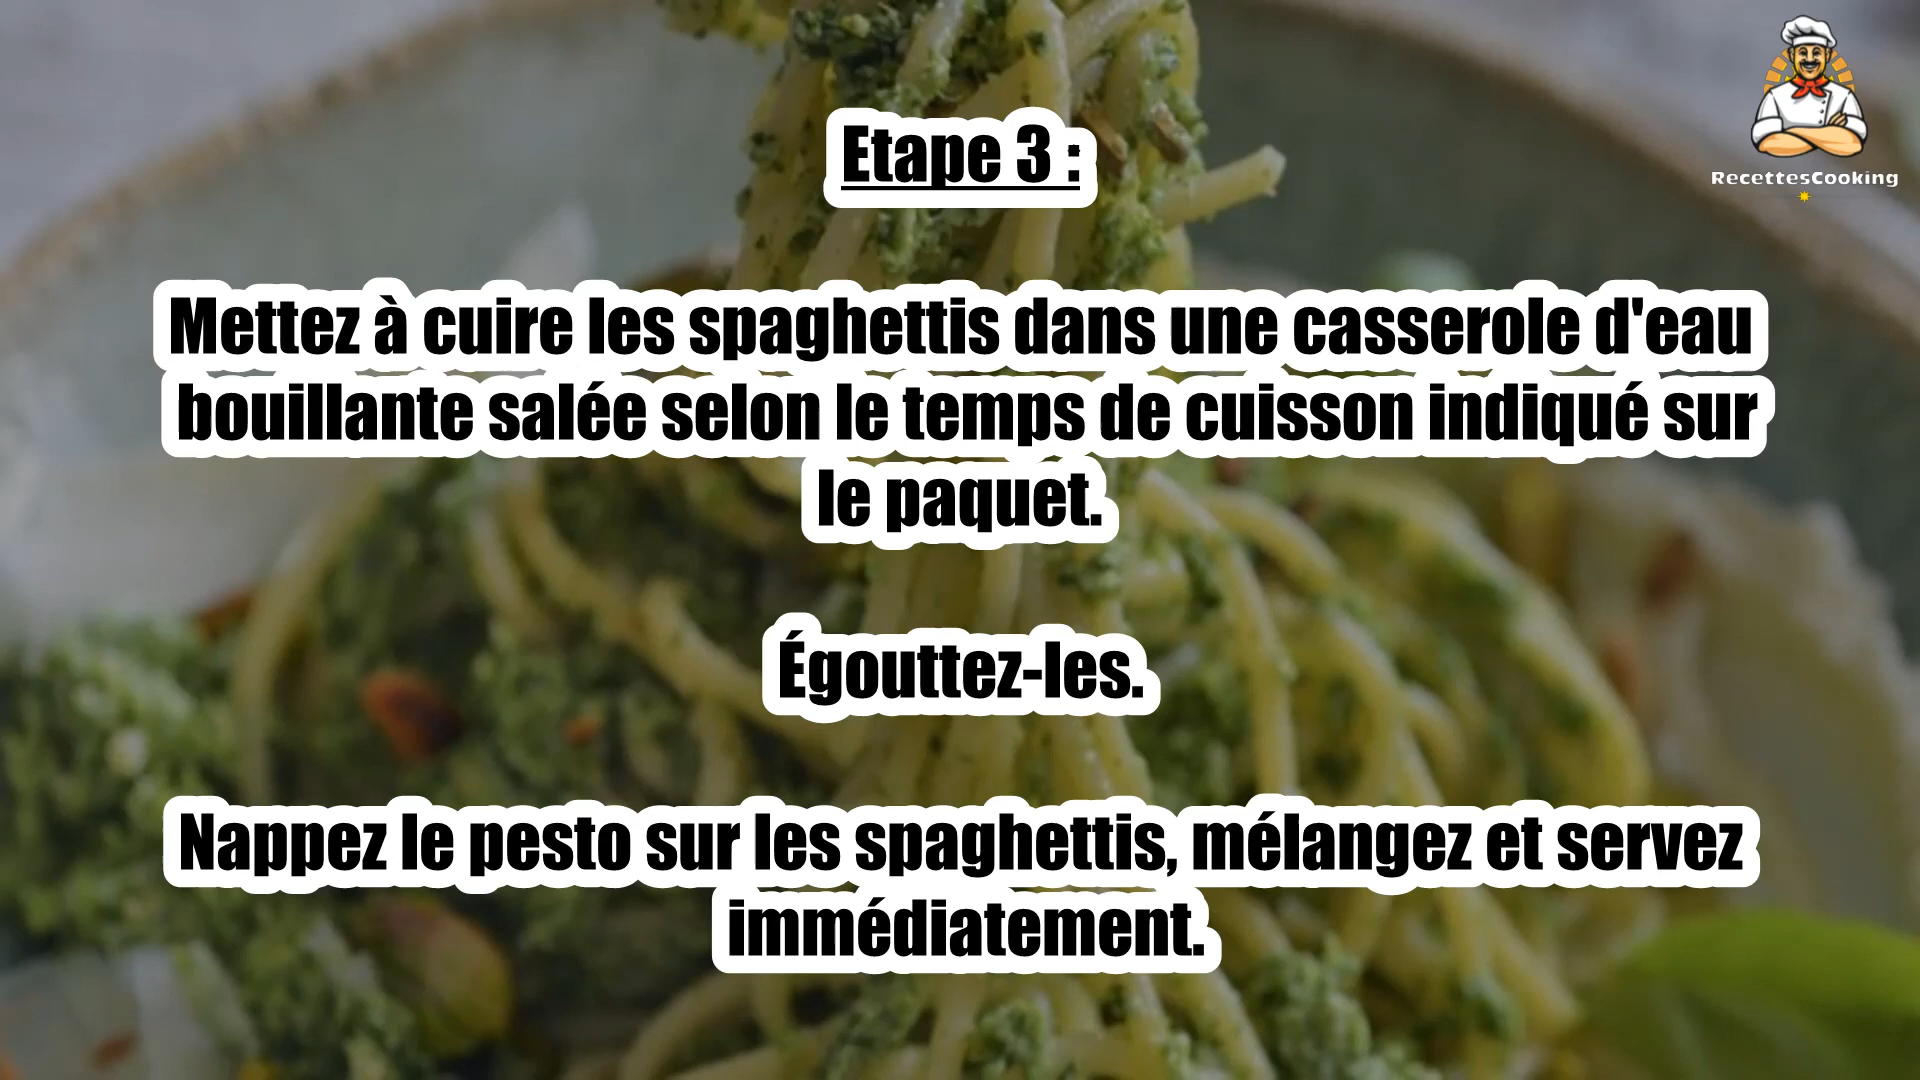 RecettesCooking
Etape 3 :
Mettez à cuire les spaghettis dans une casserole d'eau
bouillante salée selon le temps de cuisson indiqué sur
le paquet.
Égouttez-les.
Nappez le pesto sur les spaghettis, mélangez et servez
immédiatement.